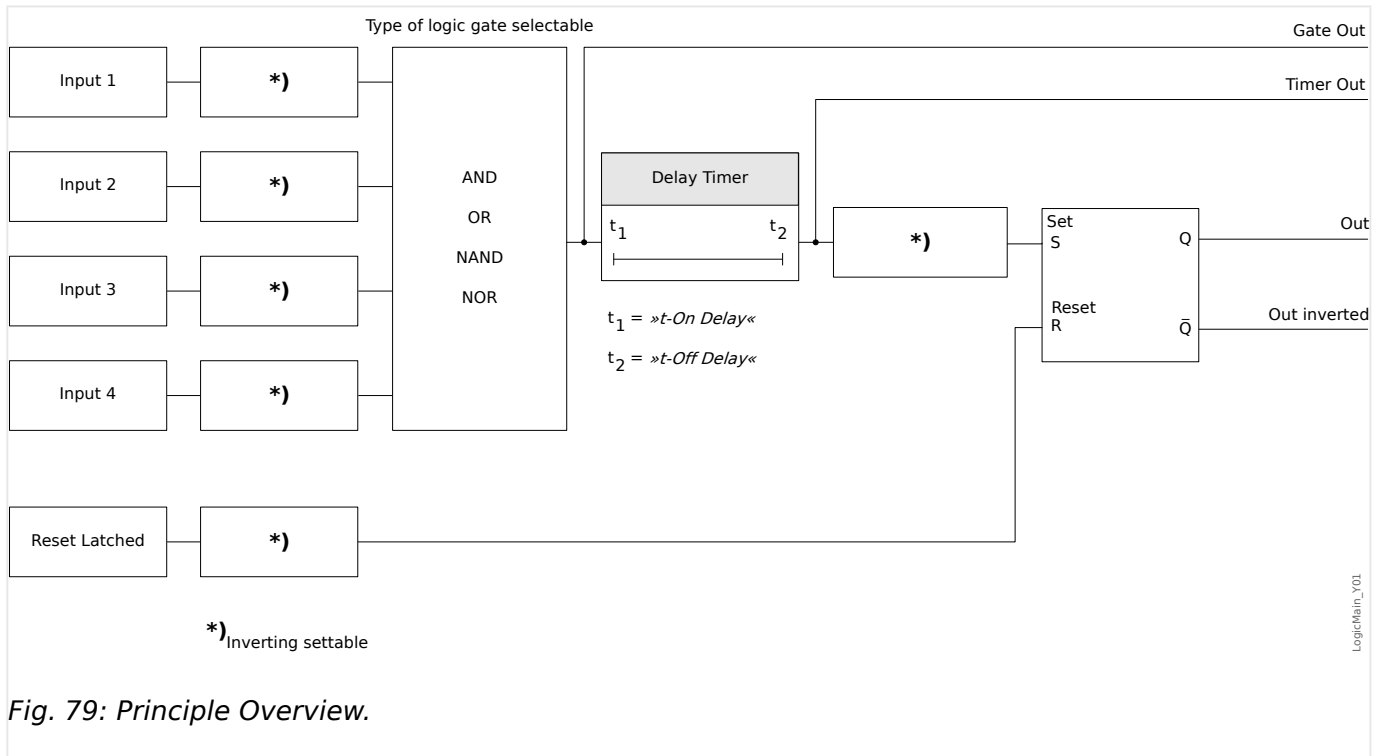 Type of logic gate selectable
Gate Out
Input 1
*)
Timer Out
Input 2
*)
AND
OR
NAND
NOR
Delay Timer
t1
t2
*)
Set
S
Q
Out
Input 3
*)
t1 = »t-On Delay«
t2 = »t-Off Delay«
Reset
R
Q̄
Out inverted
Input 4
*)
Reset Latched
*)
*) Inverting settable
LogicMain_Y01
Fig. 79: Principle Overview.